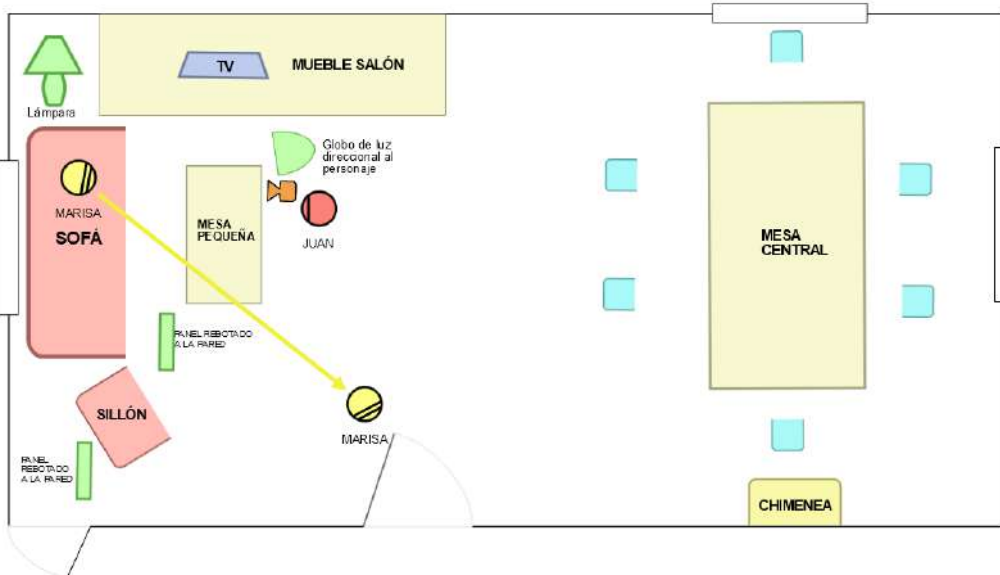 TV
MUEBLE SALÓN
Lámpara
Globo de luz
direccional al
personaje
MARISA
SOFÁ
MESA
PEQUEÑA
JUAN
MESA
CENTRAL
PANEL REBOTADO
A LA PARED
SILLÓN
MARISA
PANEL
REBOTADO
A LA PARED
CHIMENEA